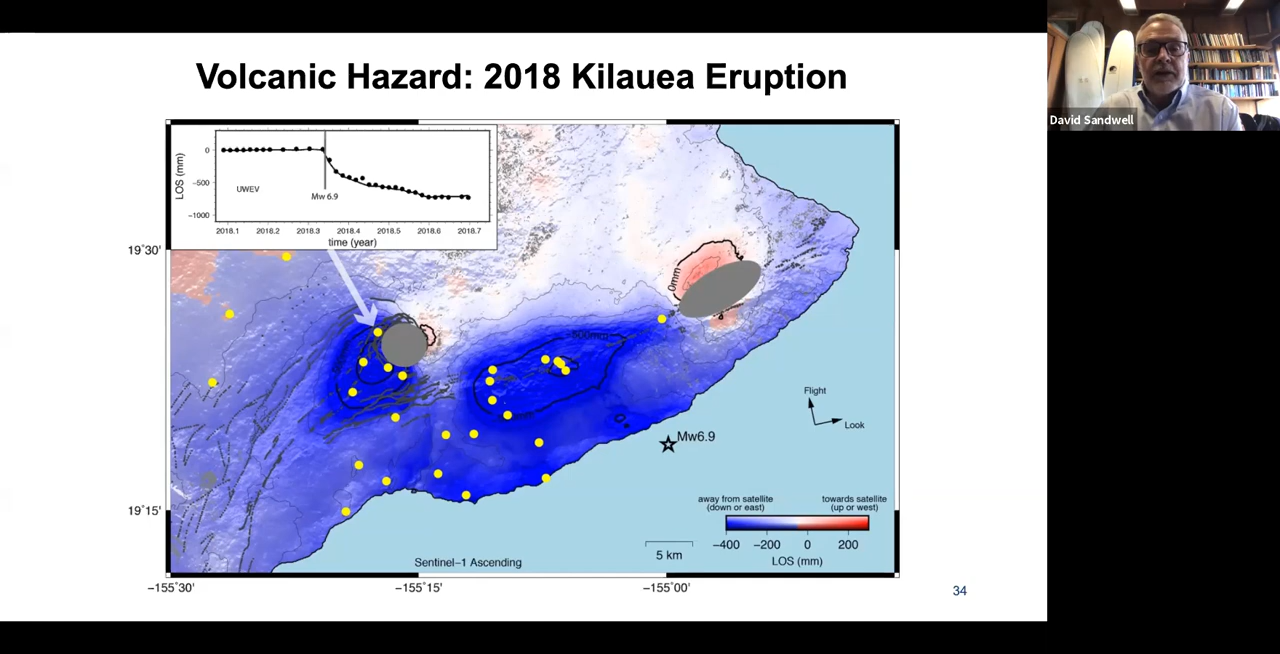 Volcanic Hazard: 2018 Kilauea Eruption
David Sandwell
LOS (mm)
0
−500
−1000
UWEV
Mw 6.9
2018.1 2018.2 2018.3 2018.4 2018.5 2018.6 2018.7
time (year)
19˚30'
19˚15'
0mm
Flight
Look
Mw6.9
away from satellite
(down or east)
towards satellite
(up or west)
−400 −200 0 200
LOS (mm)
5 km
Sentinel−1 Ascending
−155˚30' −155˚15' −155˚00'
34